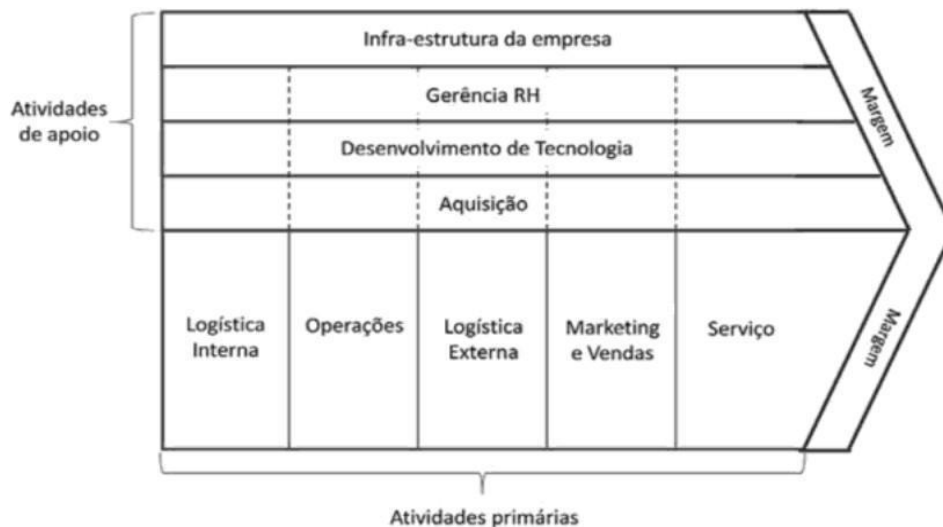 Infra-estrutura da empresa
Atividades
de apoio
Gerência RH
Desenvolvimento de Tecnologia
Aquisição
Margem
Logística
Interna
Operações
Logística
Externa
Marketing
e Vendas
Serviço
Margem
Atividades primárias